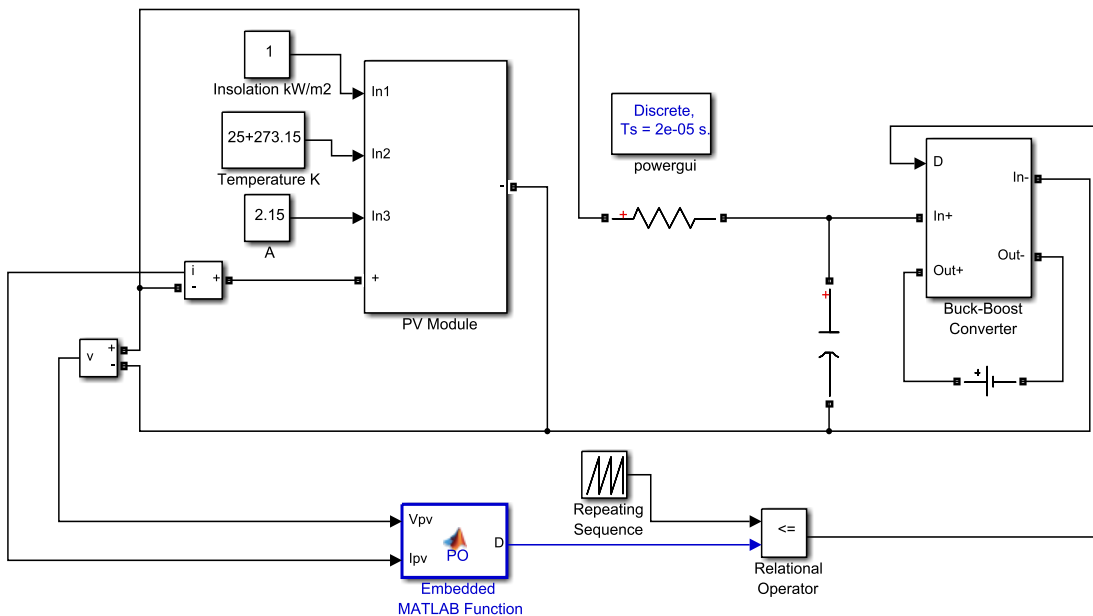 1
Insolation kW/m2
25+273.15
Temperature K
2.15
A
In1
In2
In3
+
-
PV Module
i
+
-
v
+
-
Discrete,
Ts = 2e-05 s.
powergui
+
+
D
In-
In+
Out-
Out+
Buck-Boost
Converter
+
Repeating
Sequence
Vpv
Ipv
PO
D
Embedded
MATLAB Function
<=
Relational
Operator